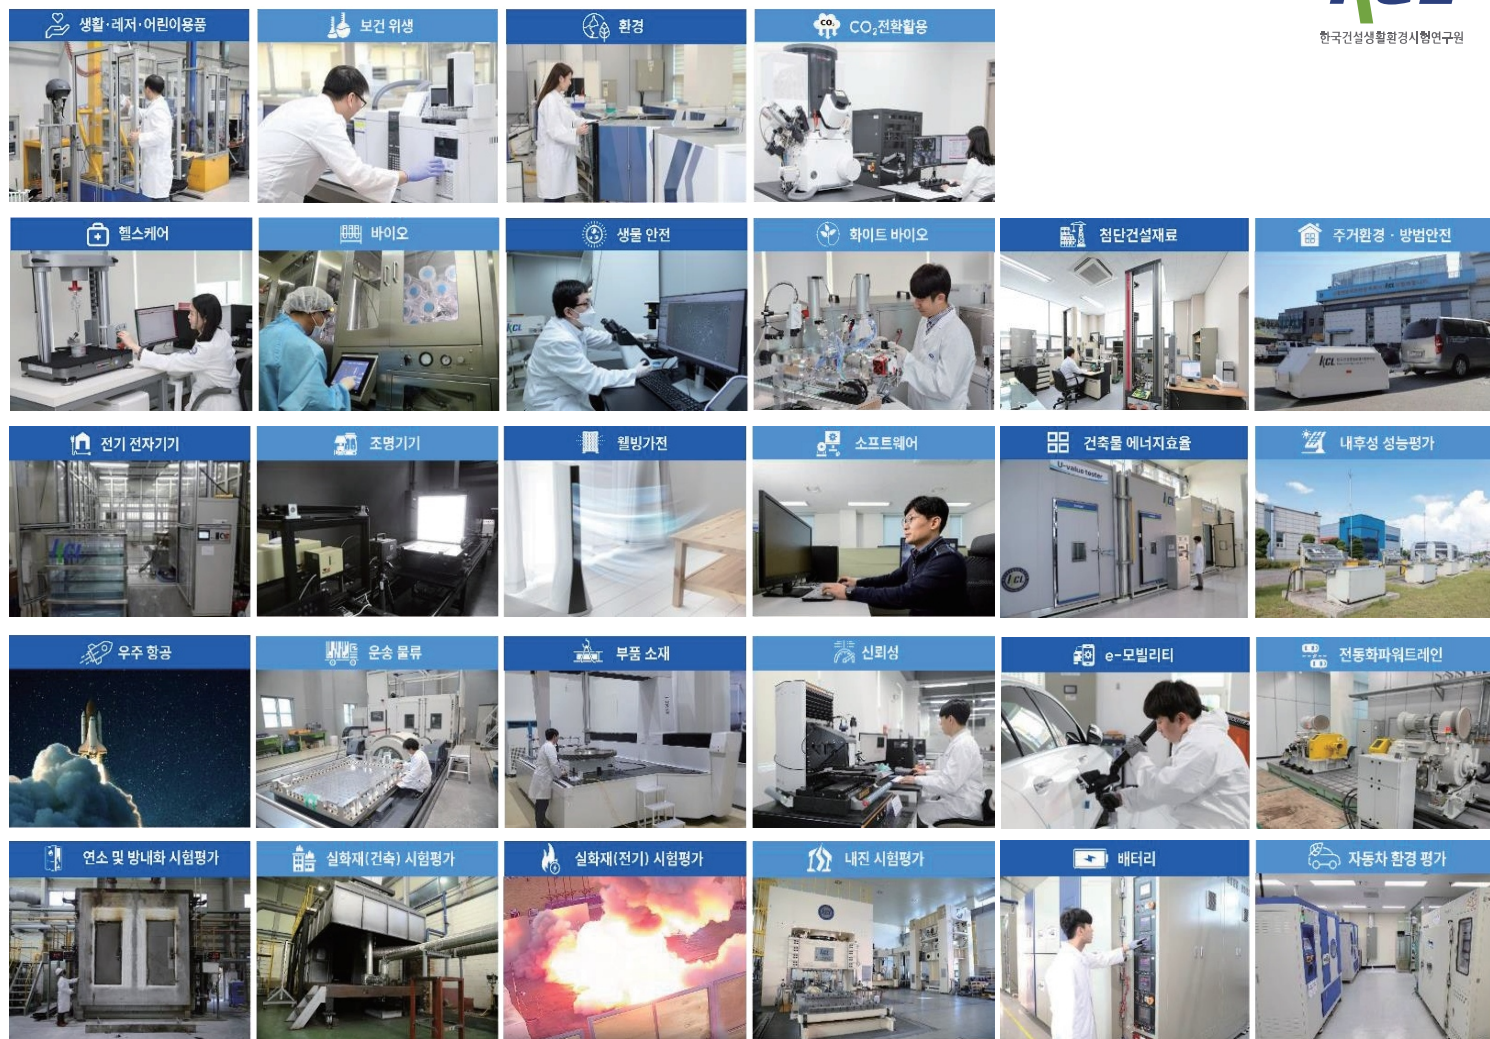 생활·레저·어린이용품
보건 위생
환경
CO₂전환활용
KCL
한국건설생활환경시험연구원
헬스케어
바이오
생물 안전
화이트 바이오
첨단건설재료
주거환경 · 방범안전
KCL
KCL
전기 전자기기
조명기기
웰빙가전
소프트웨어
건축물 에너지효율
내후성 성능평가
KCL
U-value tester
KCL
KCL
우주 항공
운송 물류
부품 소재
신뢰성
e-모빌리티
전동화파워트레인
연소 및 방내화 시험평가
실화재(건축) 시험평가
실화재(전기) 시험평가
내진 시험평가
배터리
자동차 환경 평가